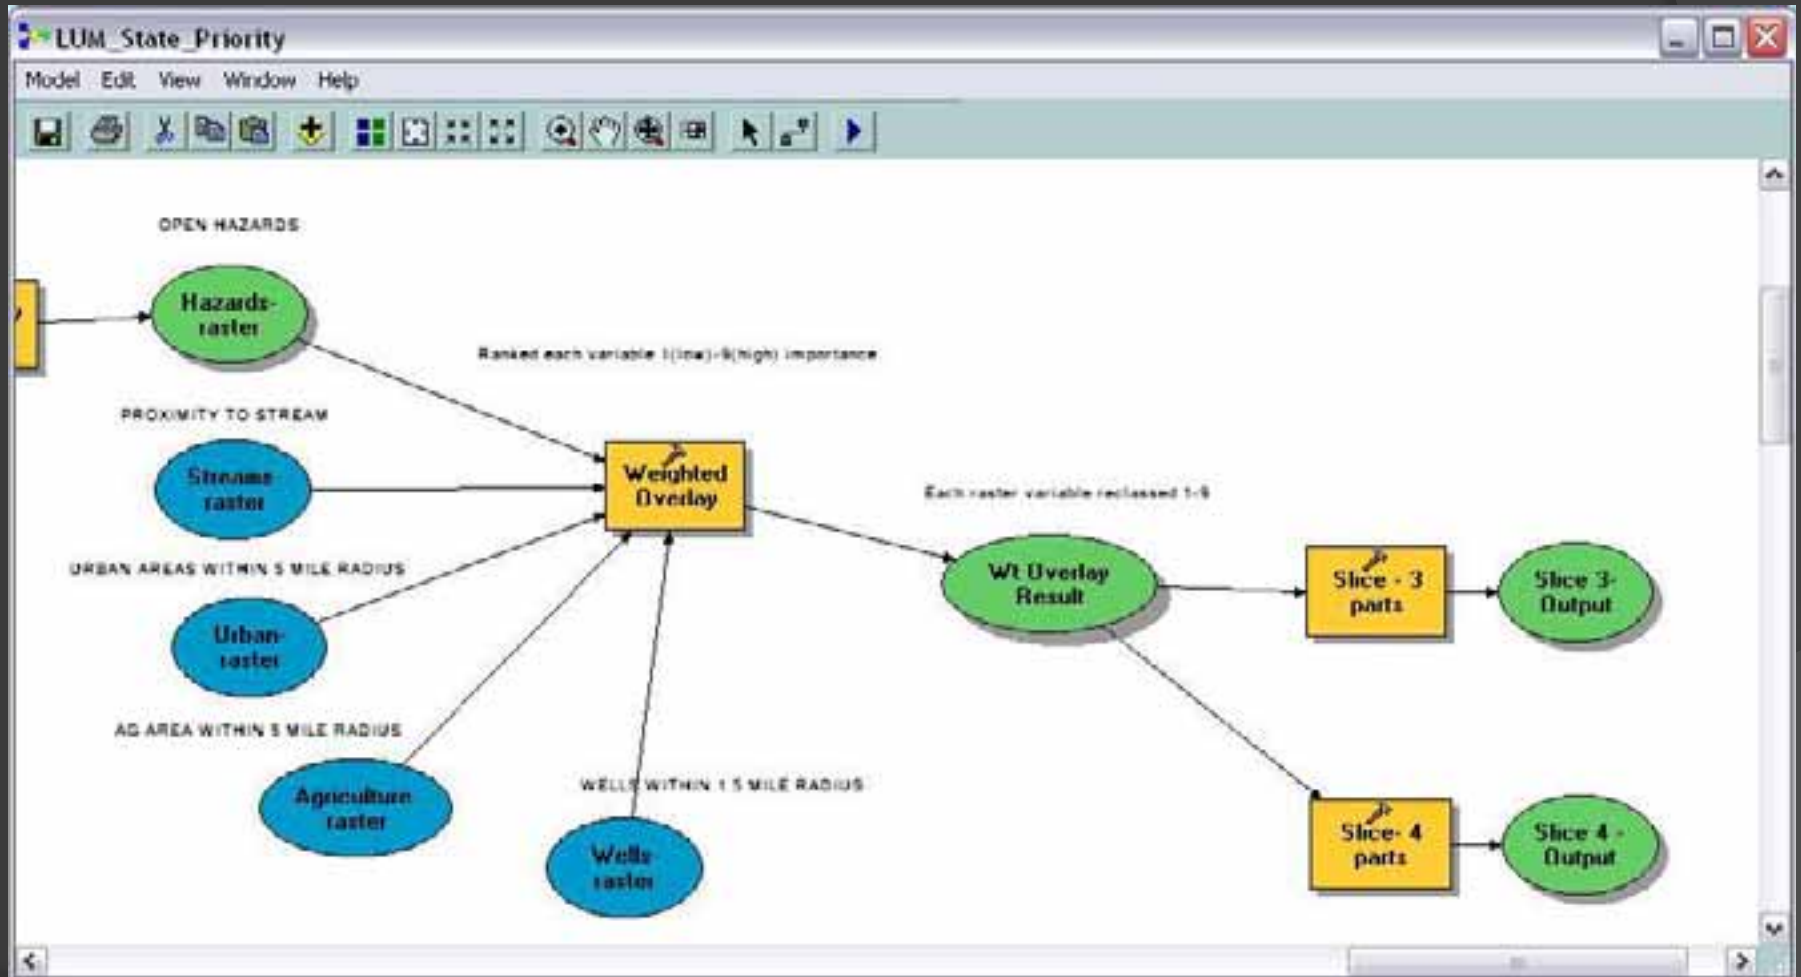 LUM_State_Priority
Model Edit View Window Help
OPEN HAZARDS
Hazards-
raster
Ranked each variable 1(low)-9(high) importance
PROXIMITY TO STREAM
Streams-
raster
Weighted
Overlay
Each raster variable reclassed 1-9
URBAN AREAS WITHIN 5 MILE RADIUS
Urban-
raster
Wt Overlay
Result
Slice - 3
parts
Slice 3-
Output
AG AREA WITHIN 5 MILE RADIUS
Agriculture
raster
WELLS WITHIN 1.5 MILE RADIUS
Wells-
raster
Slice- 4
parts
Slice 4 -
Output